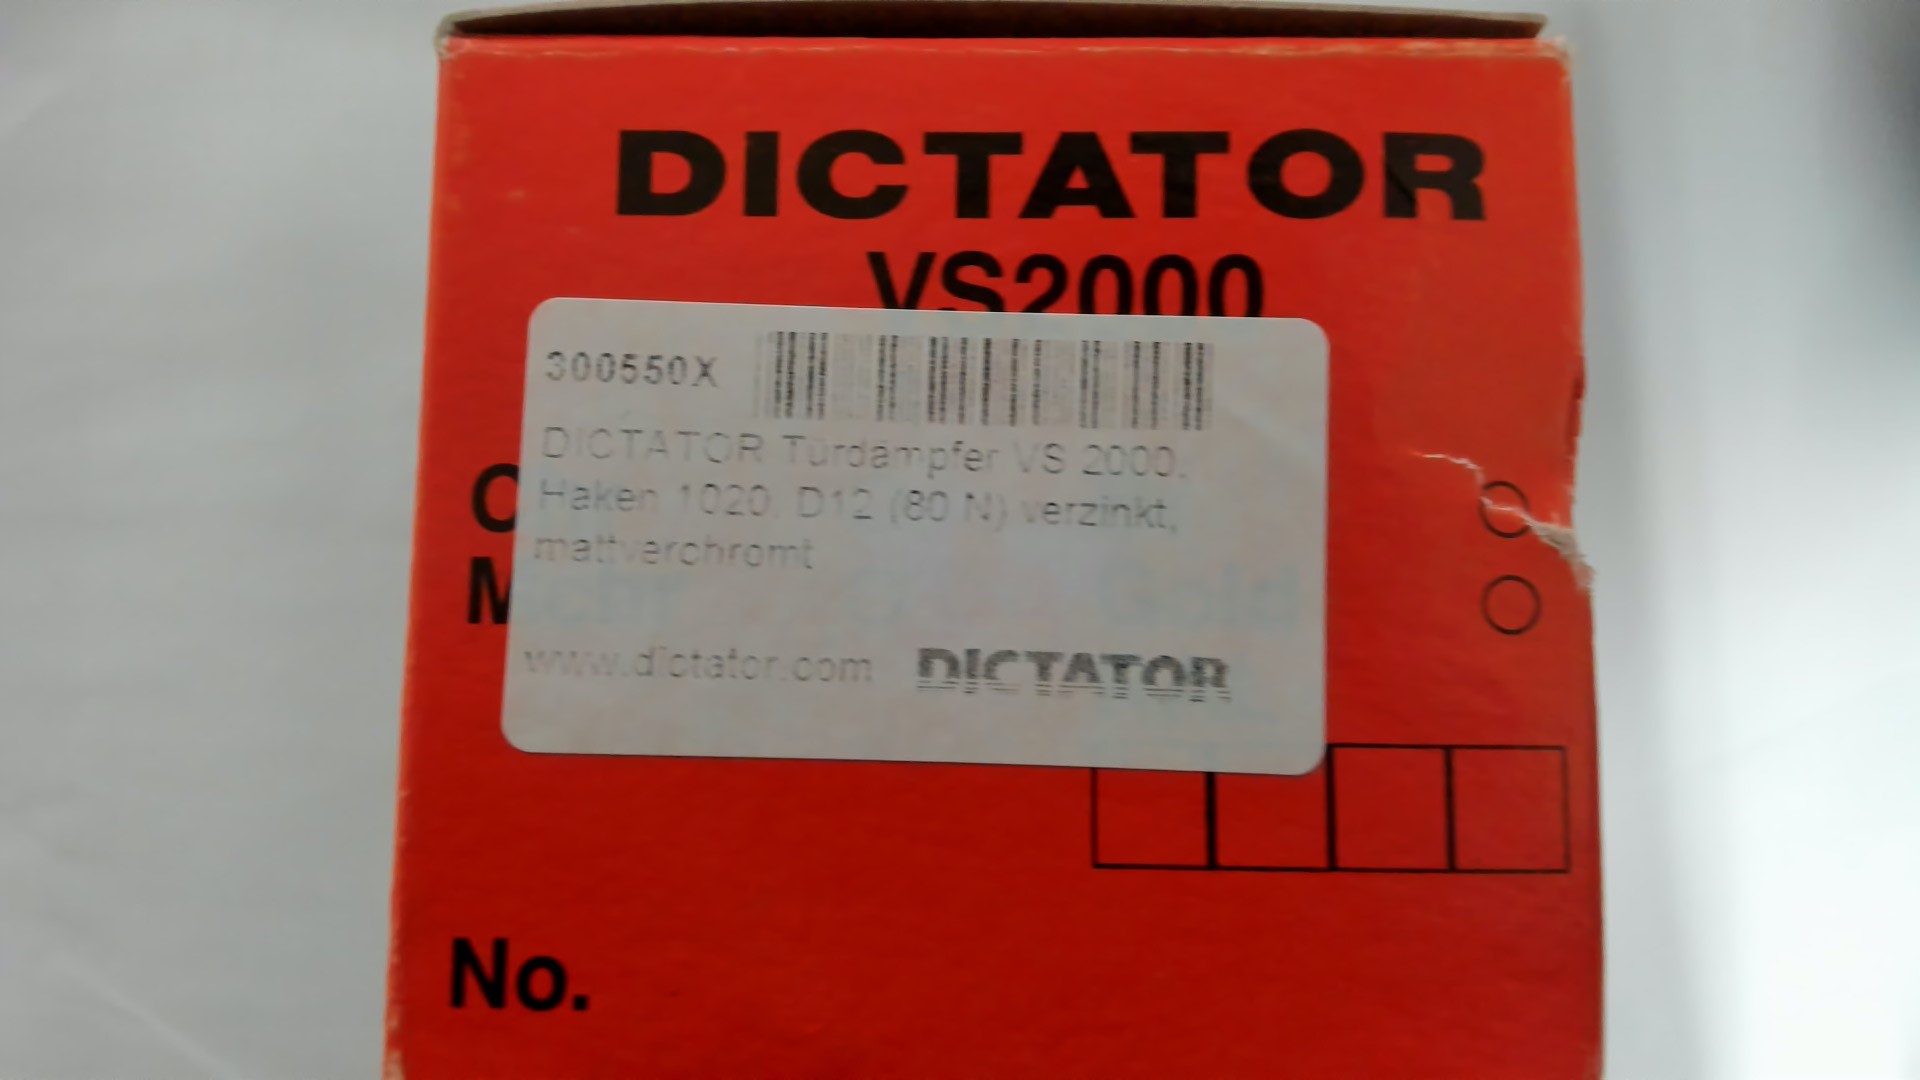 DICTATOR
VS2000
300550X
DICTATOR Türdämpfer VS 2000,
Haken 1020, D12 (80 N) verzinkt,
mattverchromt
www.dictator.com DICTATOR
No.